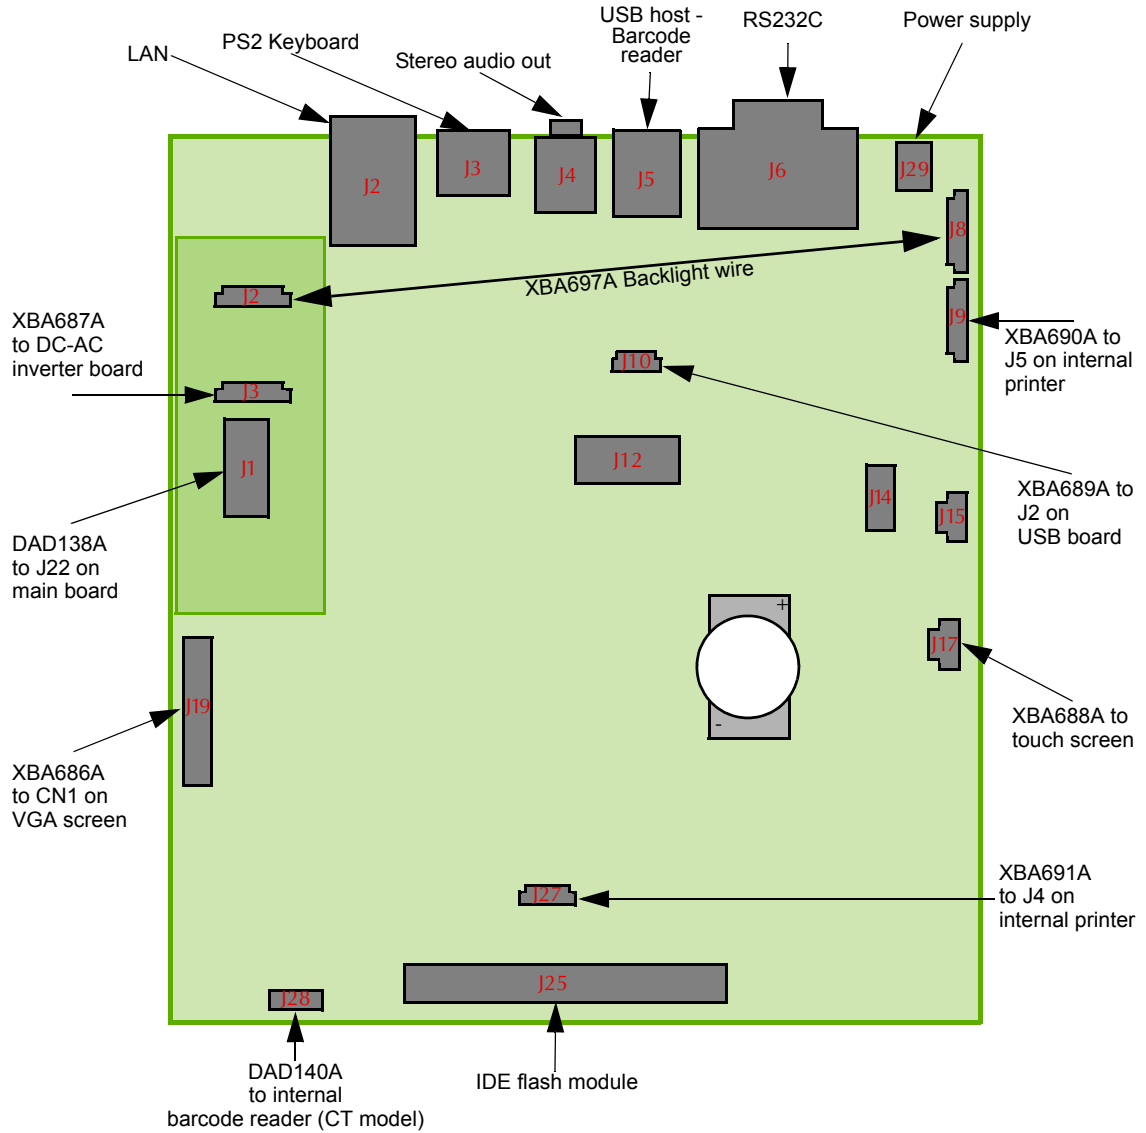 USB host -
Barcode
reader
RS232C
Power supply
PS2 Keyboard
LAN
Stereo audio out
J2
J3
J4
J5
J6
J29
J8
XBA697A Backlight wire
J2
J9
XBA687A
to DC-AC
inverter board
XBA690A to
J5 on internal
printer
J10
J3
J12
J1
J14
J15
XBA689A to
J2 on
USB board
DAD138A
to J22 on
main board
+
-
J17
J19
XBA688A to
touch screen
XBA686A
to CN1 on
VGA screen
J27
XBA691A
to J4 on
internal printer
J25
J28
DAD140A
to internal
barcode reader (CT model)
IDE flash module